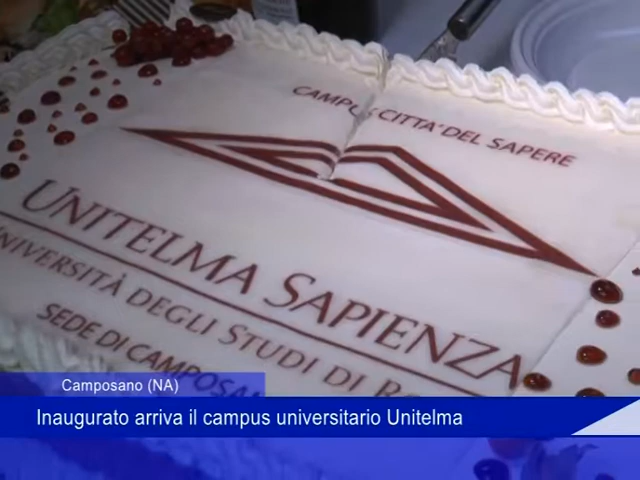 CAMPUS CITTA' DEL SAPERE
UNITELMA SAPIENZA
UNIVERSITÀ DEGLI STUDI DI
SEDE DI
Camposano (NA)
Inaugurato arriva il campus universitario Unitelma